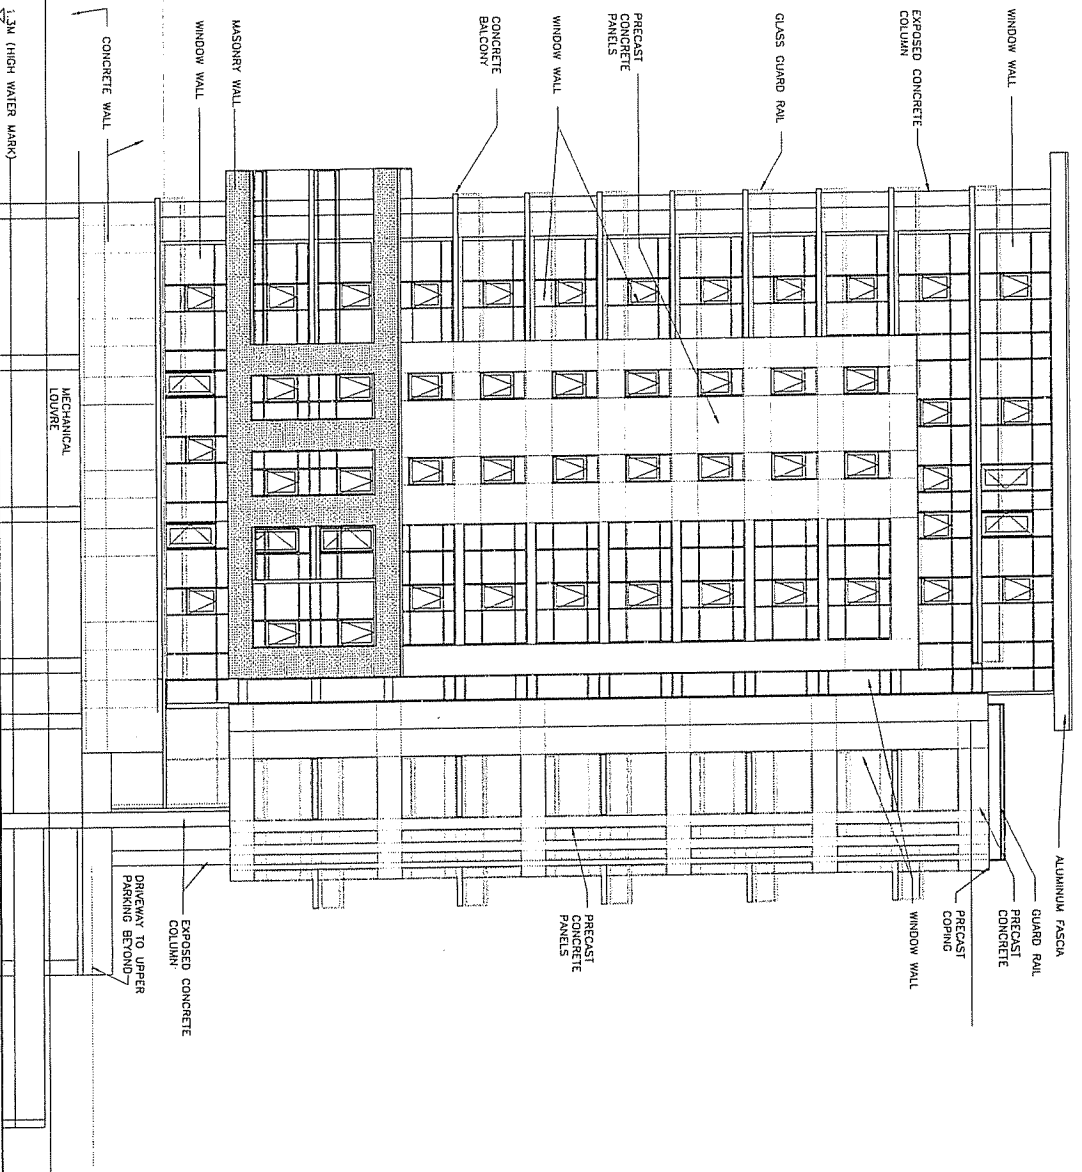 WINDOW WALL
EXPOSED CONCRETE
COLUMN
GLASS GUARD RAIL
PRECAST
CONCRETE
PANELS
WINDOW WALL
CONCRETE
BALCONY
MASONRY WALL
WINDOW WALL
CONCRETE WALL
1.3M (HIGH WATER MARK)
MECHANICAL
LOUVRE
ALUMINUM FASCIA
GUARD RAIL
PRECAST
CONCRETE
PRECAST
COPING
WINDOW WALL
PRECAST
CONCRETE
PANELS
EXPOSED CONCRETE
COLUMN
DRIVEWAY TO UPPER
PARKING BEYOND